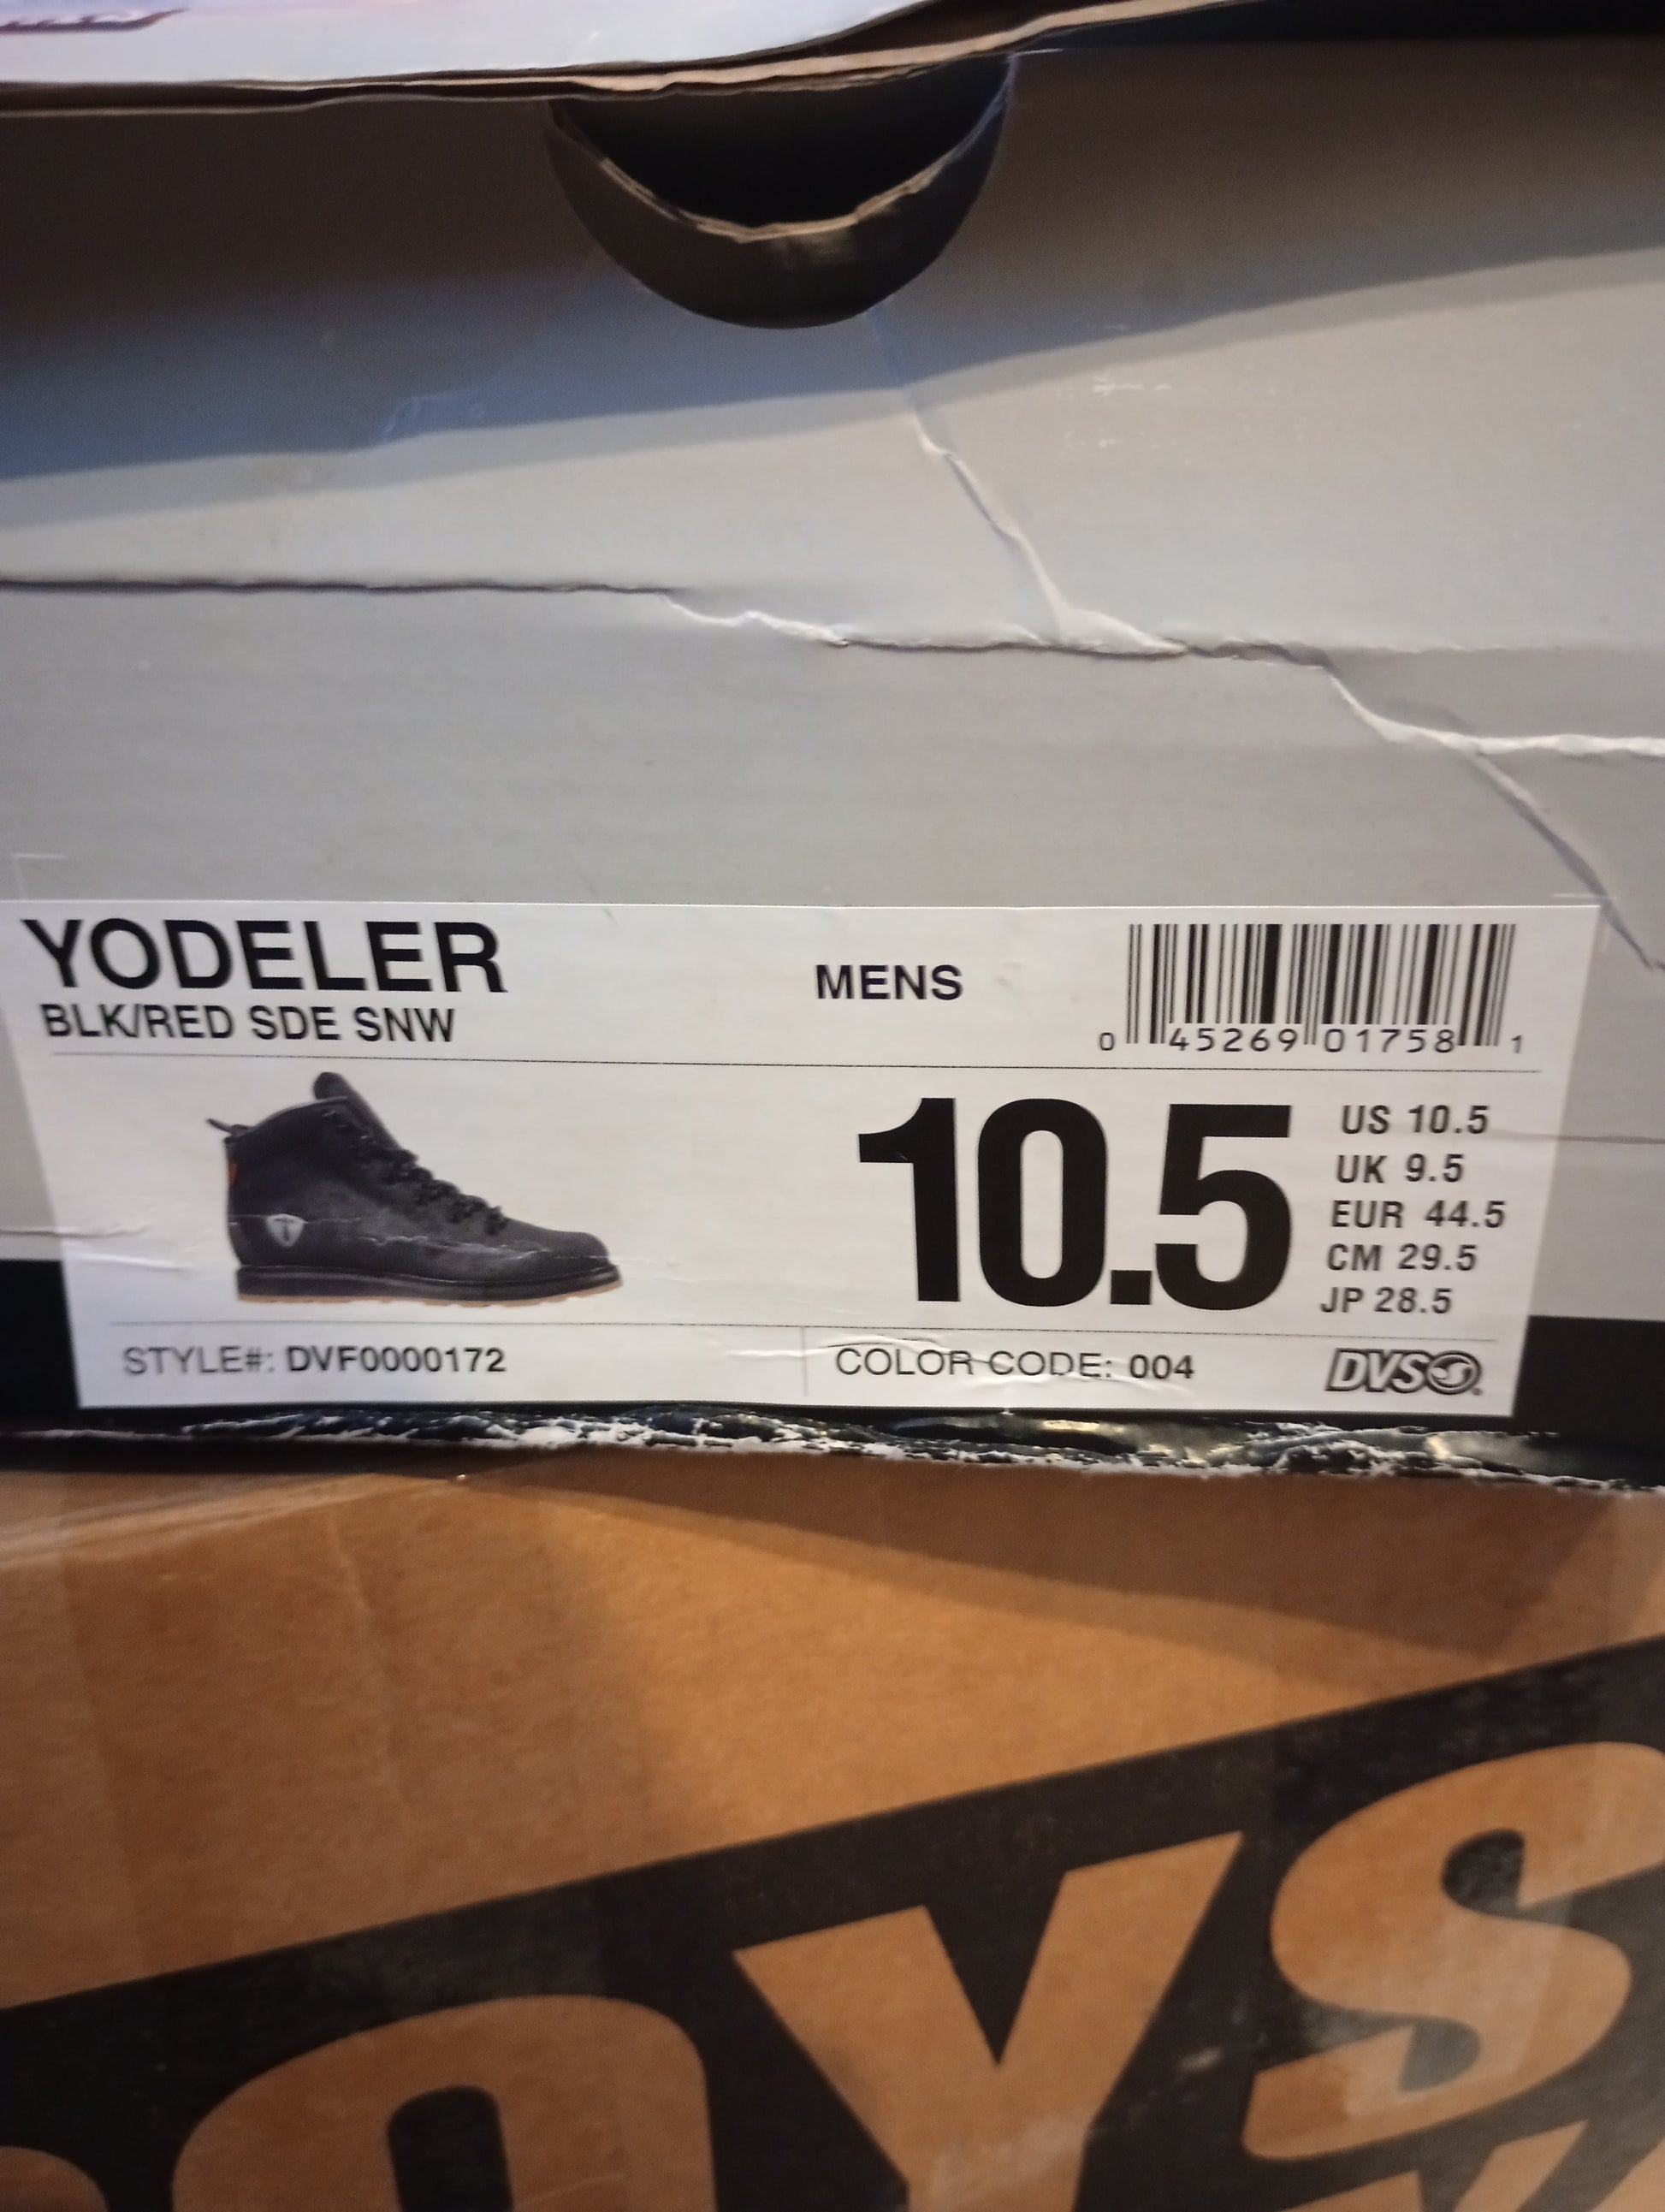 YODELER
BLK/RED SDE SNW
MENS
0 45269 01758 1
10.5
US 10.5
UK 9.5
EUR 44.5
CM 29.5
JP 28.5
STYLE#: DVF0000172
COLOR CODE: 004
DVS
OYS